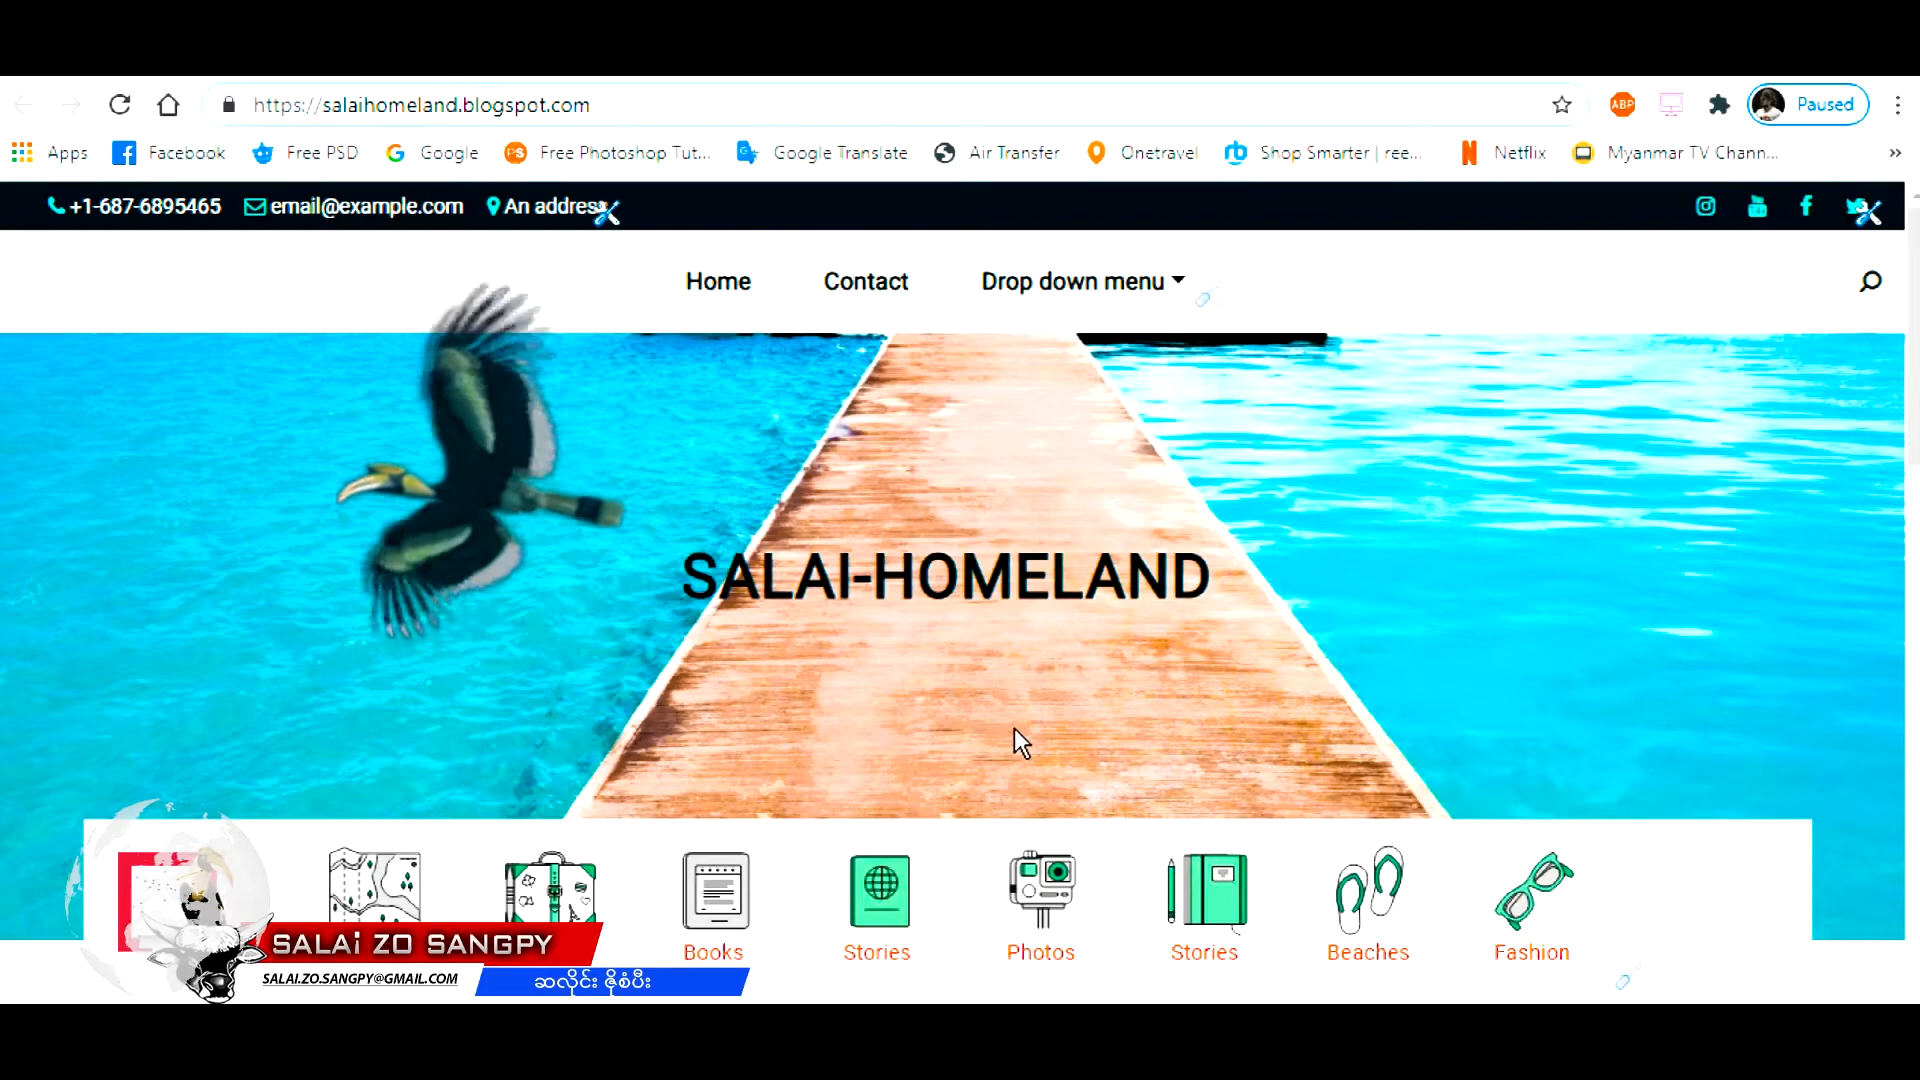 https://salaihomeland.blogspot.com
ABP
Paused
Apps
Facebook
Free PSD
Google
PS
Free Photoshop Tut...
Google Translate
Air Transfer
Onetravel
Shop Smarter | ree...
Netflix
Myanmar TV Chann...
+1-687-6895465
email@example.com
An address
Home
Contact
Drop down menu
SALAI-HOMELAND
Books
Stories
Photos
Stories
Beaches
Fashion
SALAi ZO SANGPY
SALAI.ZO.SANGPY@GMAIL.COM
ဆလိုင်း ဇိုစံပီး